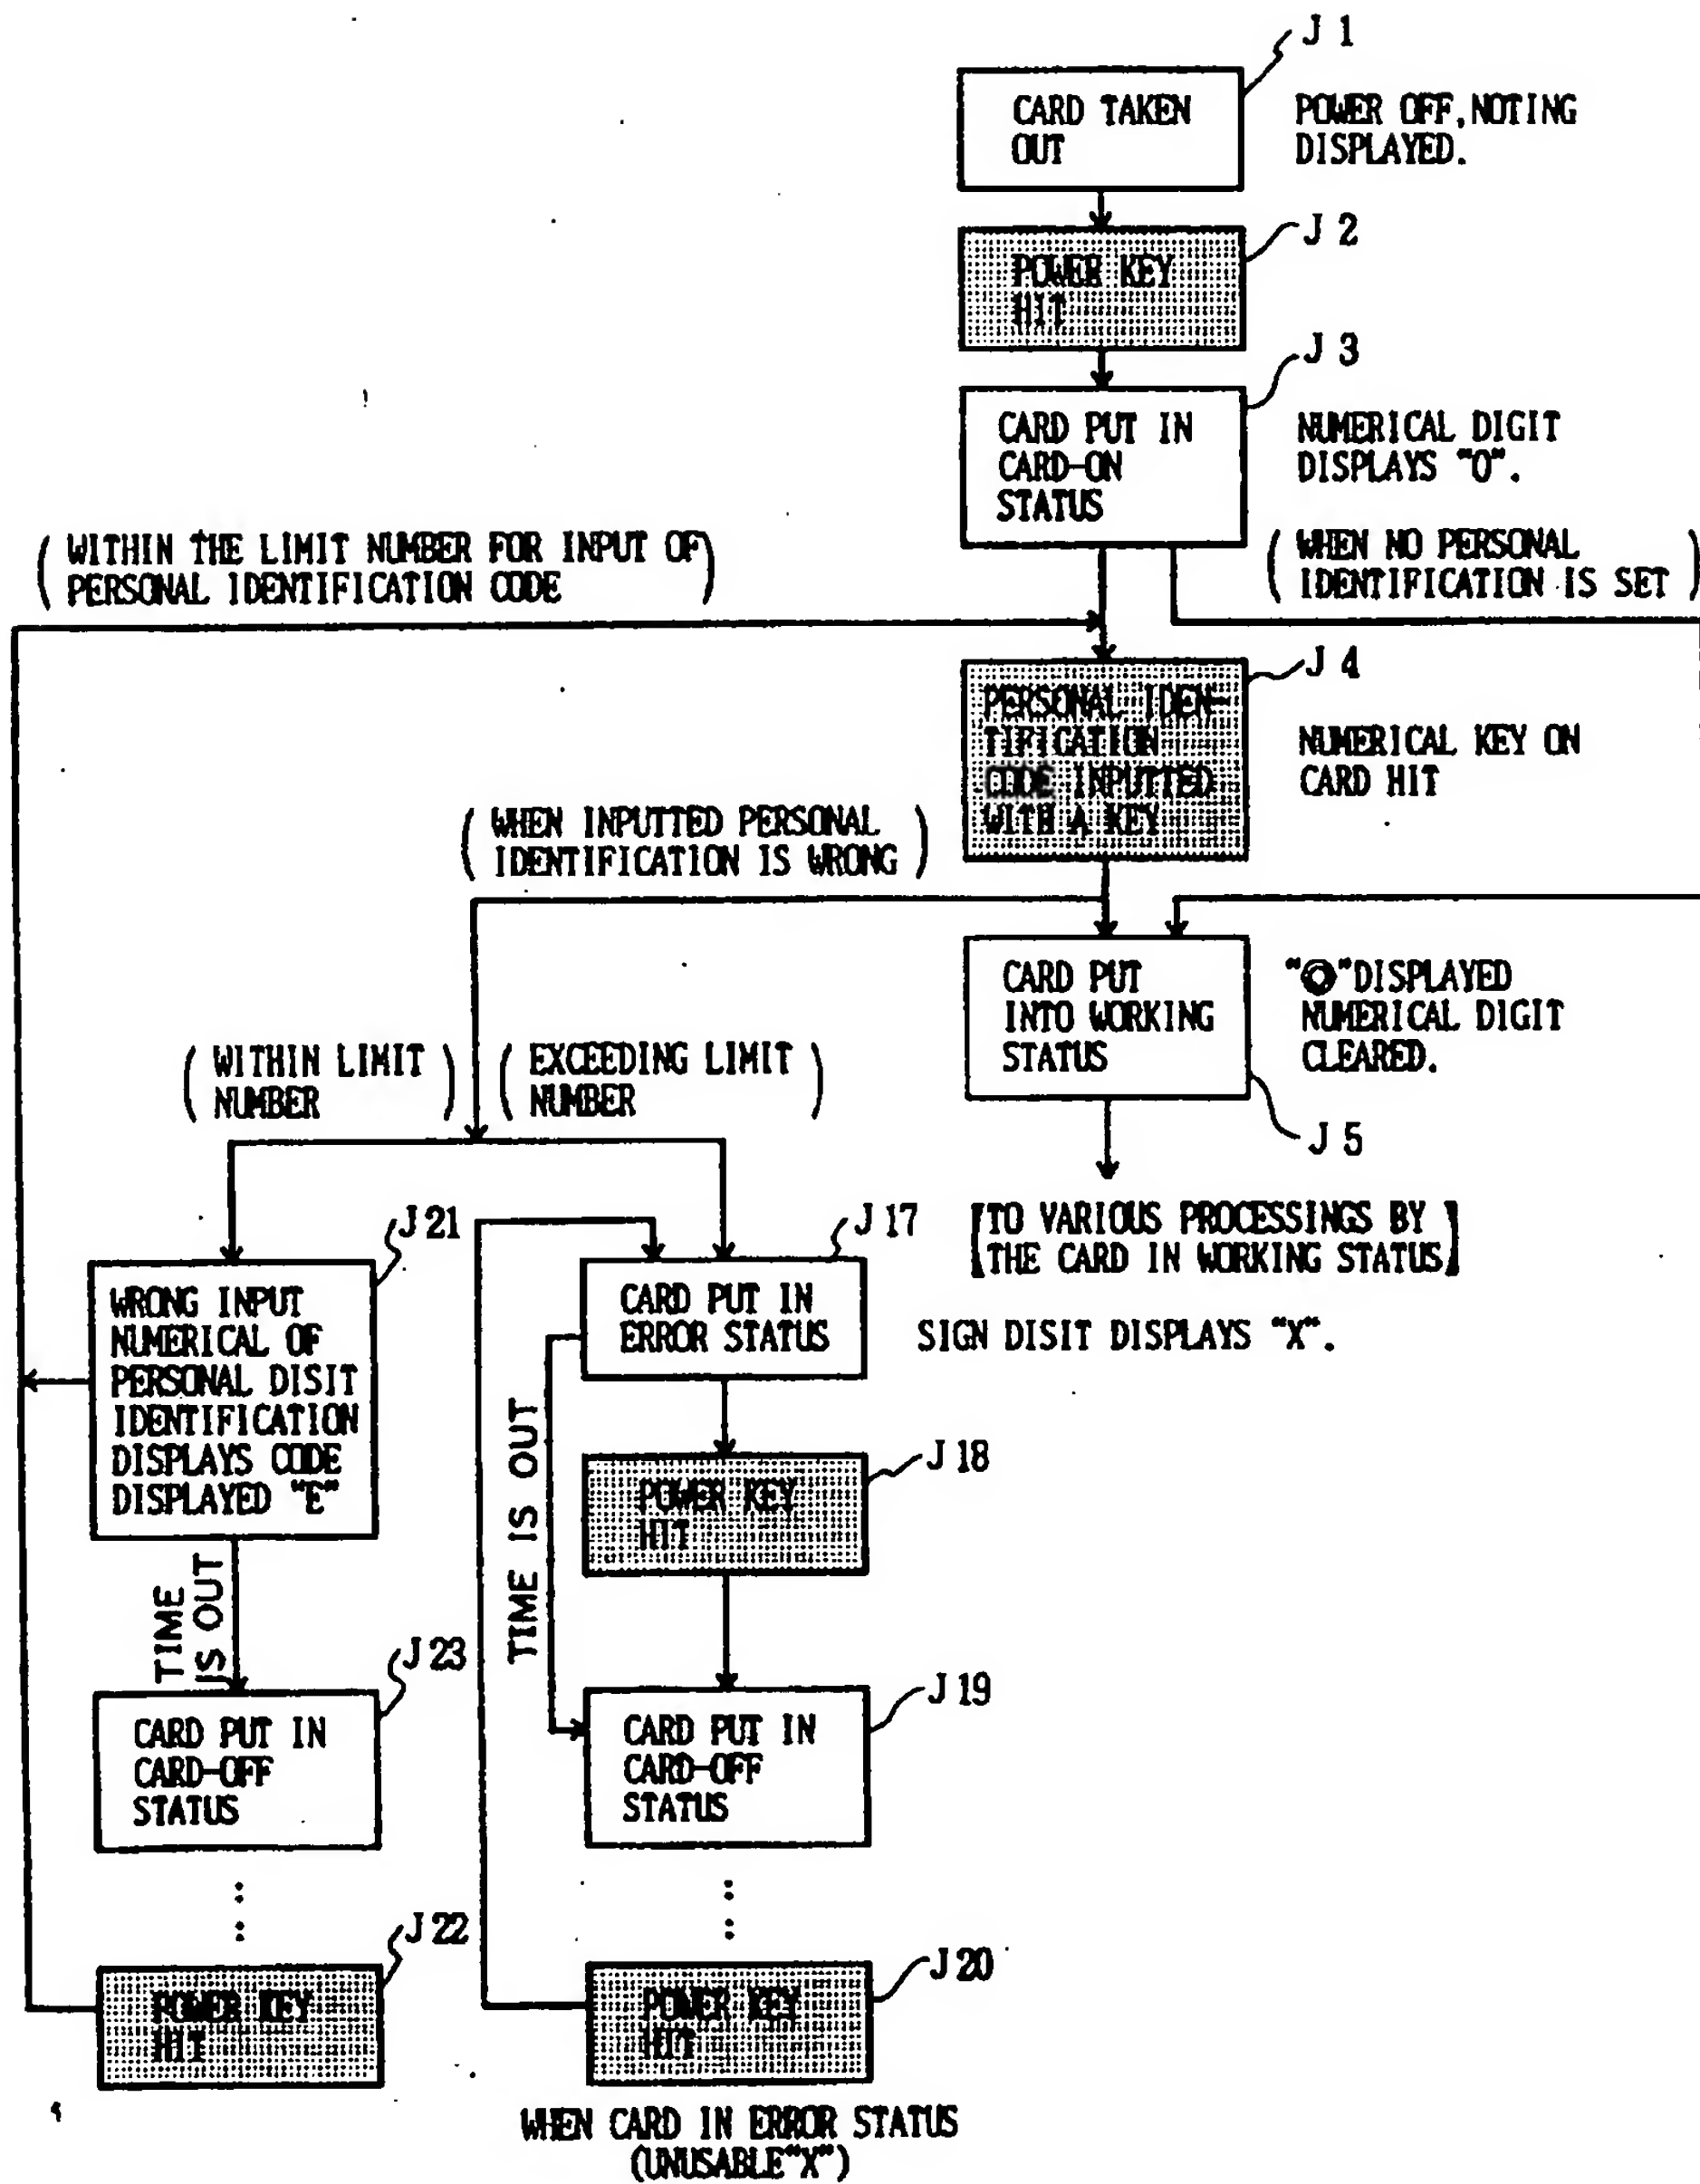 J 1
CARD TAKEN
OUT
POWER OFF,NOTING
DISPLAYED.
J 2
POWER KEY
HIT
J 3
CARD PUT IN
CARD-ON
STATUS
NUMERICAL DIGIT
DISPLAYS "O".
( WITHIN THE LIMIT NUMBER FOR INPUT OF
PERSONAL IDENTIFICATION CODE )
( WHEN NO PERSONAL
IDENTIFICATION IS SET )
J 4
PERSONAL IDEN-
TIFICATION
CODE INPUTTED
WITH A KEY
NUMERICAL KEY ON
CARD HIT
( WHEN INPUTTED PERSONAL
IDENTIFICATION IS WRONG )
CARD PUT
INTO WORKING
STATUS
"◎"DISPLAYED
NUMERICAL DIGIT
CLEARED.
J 5
( WITHIN LIMIT
NUMBER )
( EXCEEDING LIMIT
NUMBER )
[TO VARIOUS PROCESSINGS BY
THE CARD IN WORKING STATUS]
J 21
WRONG INPUT
NUMERICAL OF
PERSONAL DISIT
IDENTIFICATION
DISPLAYS CODE
DISPLAYED "E"
J 17
CARD PUT IN
ERROR STATUS
SIGN DISIT DISPLAYS "X".
TIME IS OUT
J 18
POWER KEY
HIT
TIME
IS OUT
J 23
CARD PUT IN
CARD-OFF
STATUS
J 19
CARD PUT IN
CARD-OFF
STATUS
J 22
POWER KEY
HIT
J 20
POWER KEY
HIT
WHEN CARD IN ERROR STATUS
(UNUSABLE"X")